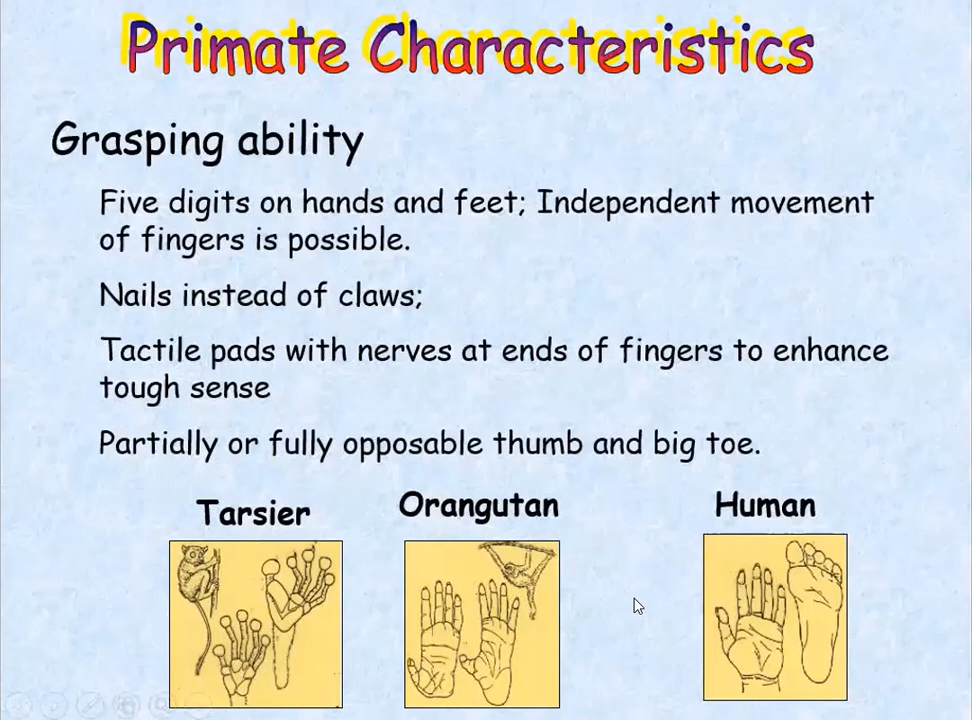 Primate Characteristics
Grasping ability
Five digits on hands and feet; Independent movement
of fingers is possible.
Nails instead of claws;
Tactile pads with nerves at ends of fingers to enhance
tough sense
Partially or fully opposable thumb and big toe.
Tarsier
Orangutan
Human